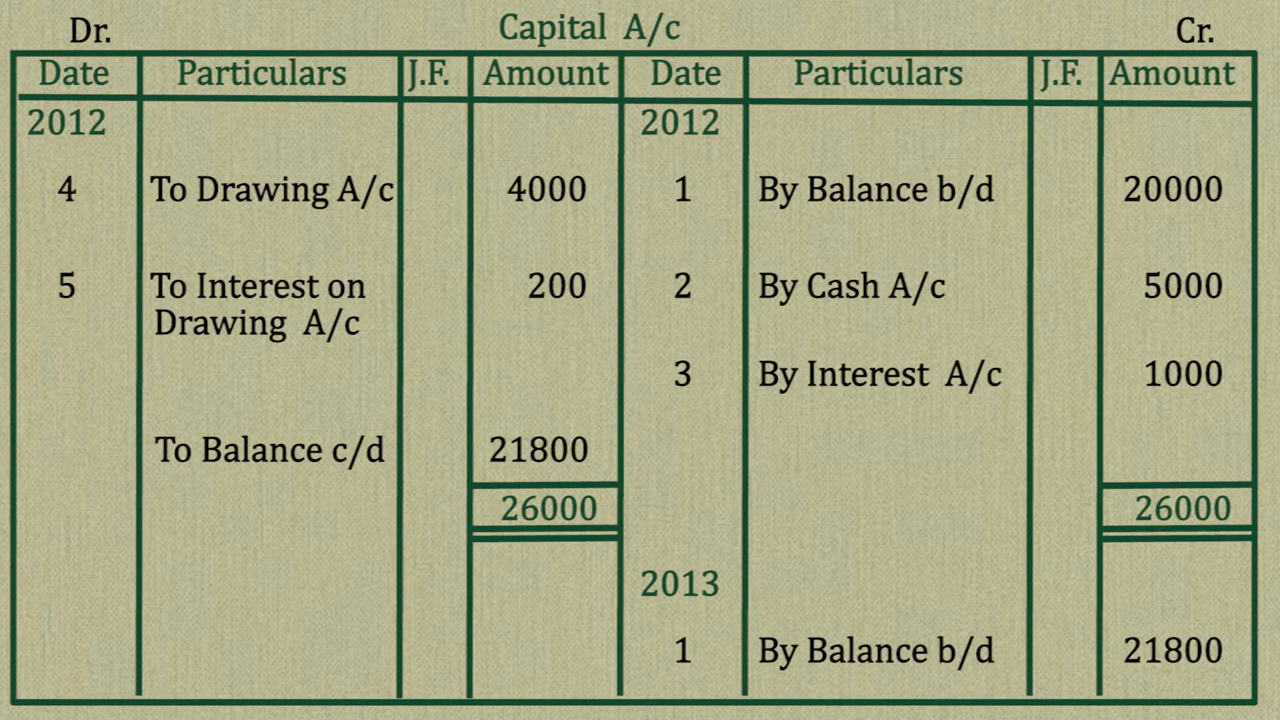 Dr. Capital A/c Cr.
Date Particulars J.F. Amount Date Particulars J.F. Amount
2012 2012
4 To Drawing A/c 4000 1 By Balance b/d 20000
5 To Interest on 200 2 By Cash A/c 5000
Drawing A/c
3 By Interest A/c 1000
To Balance c/d 21800
26000 26000
2013
1 By Balance b/d 21800